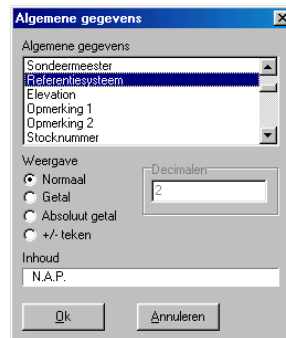 Algemene gegevens
Algemene gegevens
Sondeermeester
Referentiesysteem
Elevation
Opmerking 1
Opmerking 2
Stocknummer
Weergave
Normaal
Getal
Absoluut getal
+/- teken
Decimalen
2
Inhoud
N.A.P.
Ok
Annuleren